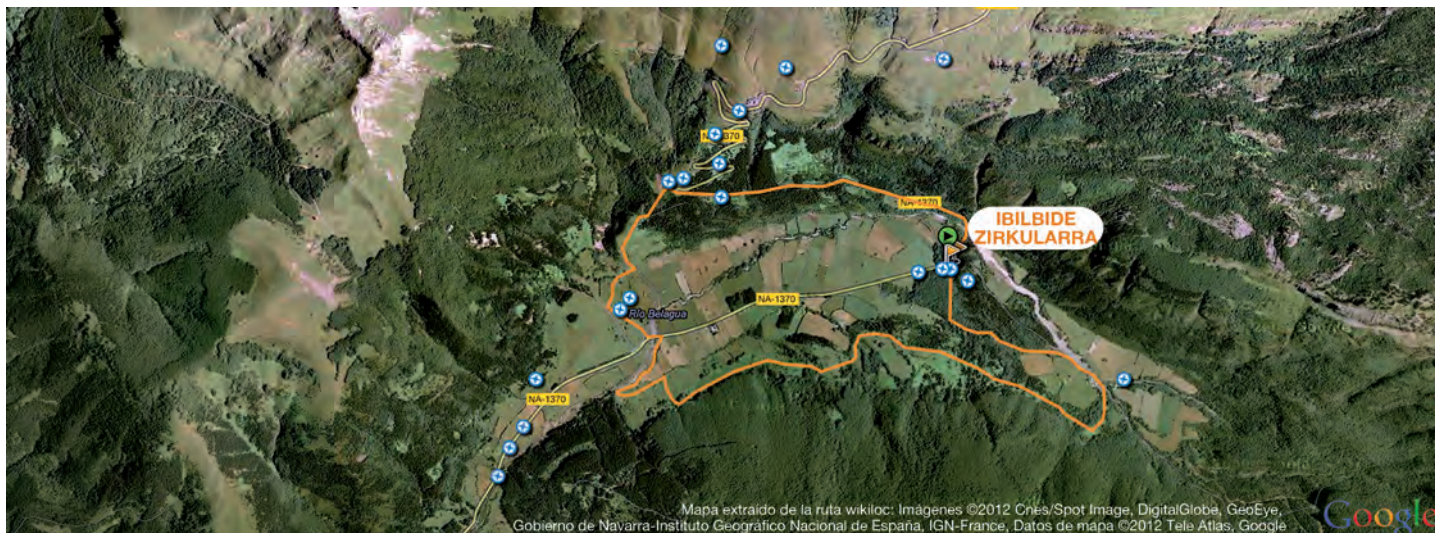 NA-1370
IBILBIDE
ZIRKULARRA
NA-1370
Río Belagua
NA-1370
Mapa extraído de la ruta wikiloc: Imágenes ©2012 Cnes/Spot Image, DigitalGlobe, GeoEye,
Gobierno de Navarra-Instituto Geográfico Nacional de España, IGN-France, Datos de mapa ©2012 Tele Atlas, Google
Google